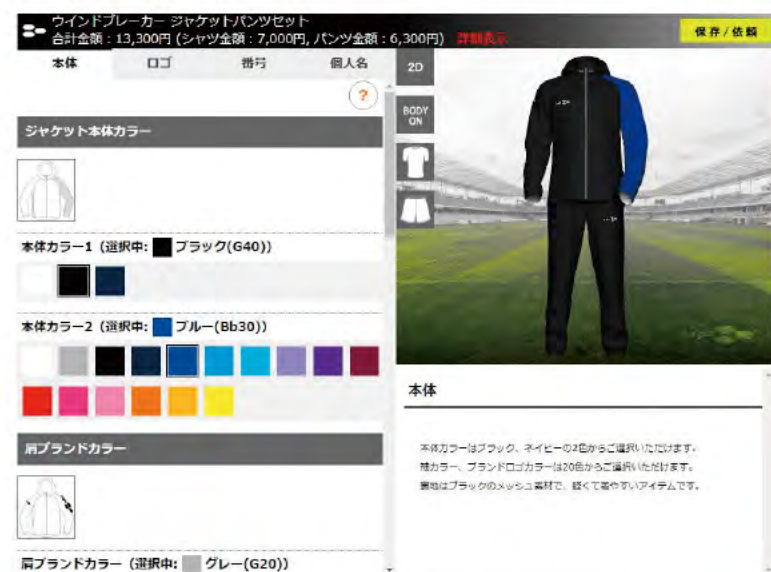 ウインドブレーカー ジャケットパンツセット
合計金額：13,300円 (シャツ金額：7,000円, パンツ金額：6,300円) 詳細表示
保存/依頼
本体 ロゴ 番号 個人名
2D
?
BODY
ON
ジャケット本体カラー
本体カラー1（選択中: ブラック(G40)）
本体カラー2（選択中: ブルー(Bb30)）
肩ブランドカラー
肩ブランドカラー（選択中: グレー(G20)）
本体
本体カラーはブラック、ネイビーの2色からご選択いただけます。
袖カラー、ブランドロゴカラーは20色からご選択いただけます。
裏地はブラックのメッシュ素材で、軽くて着やすいアイテムです。